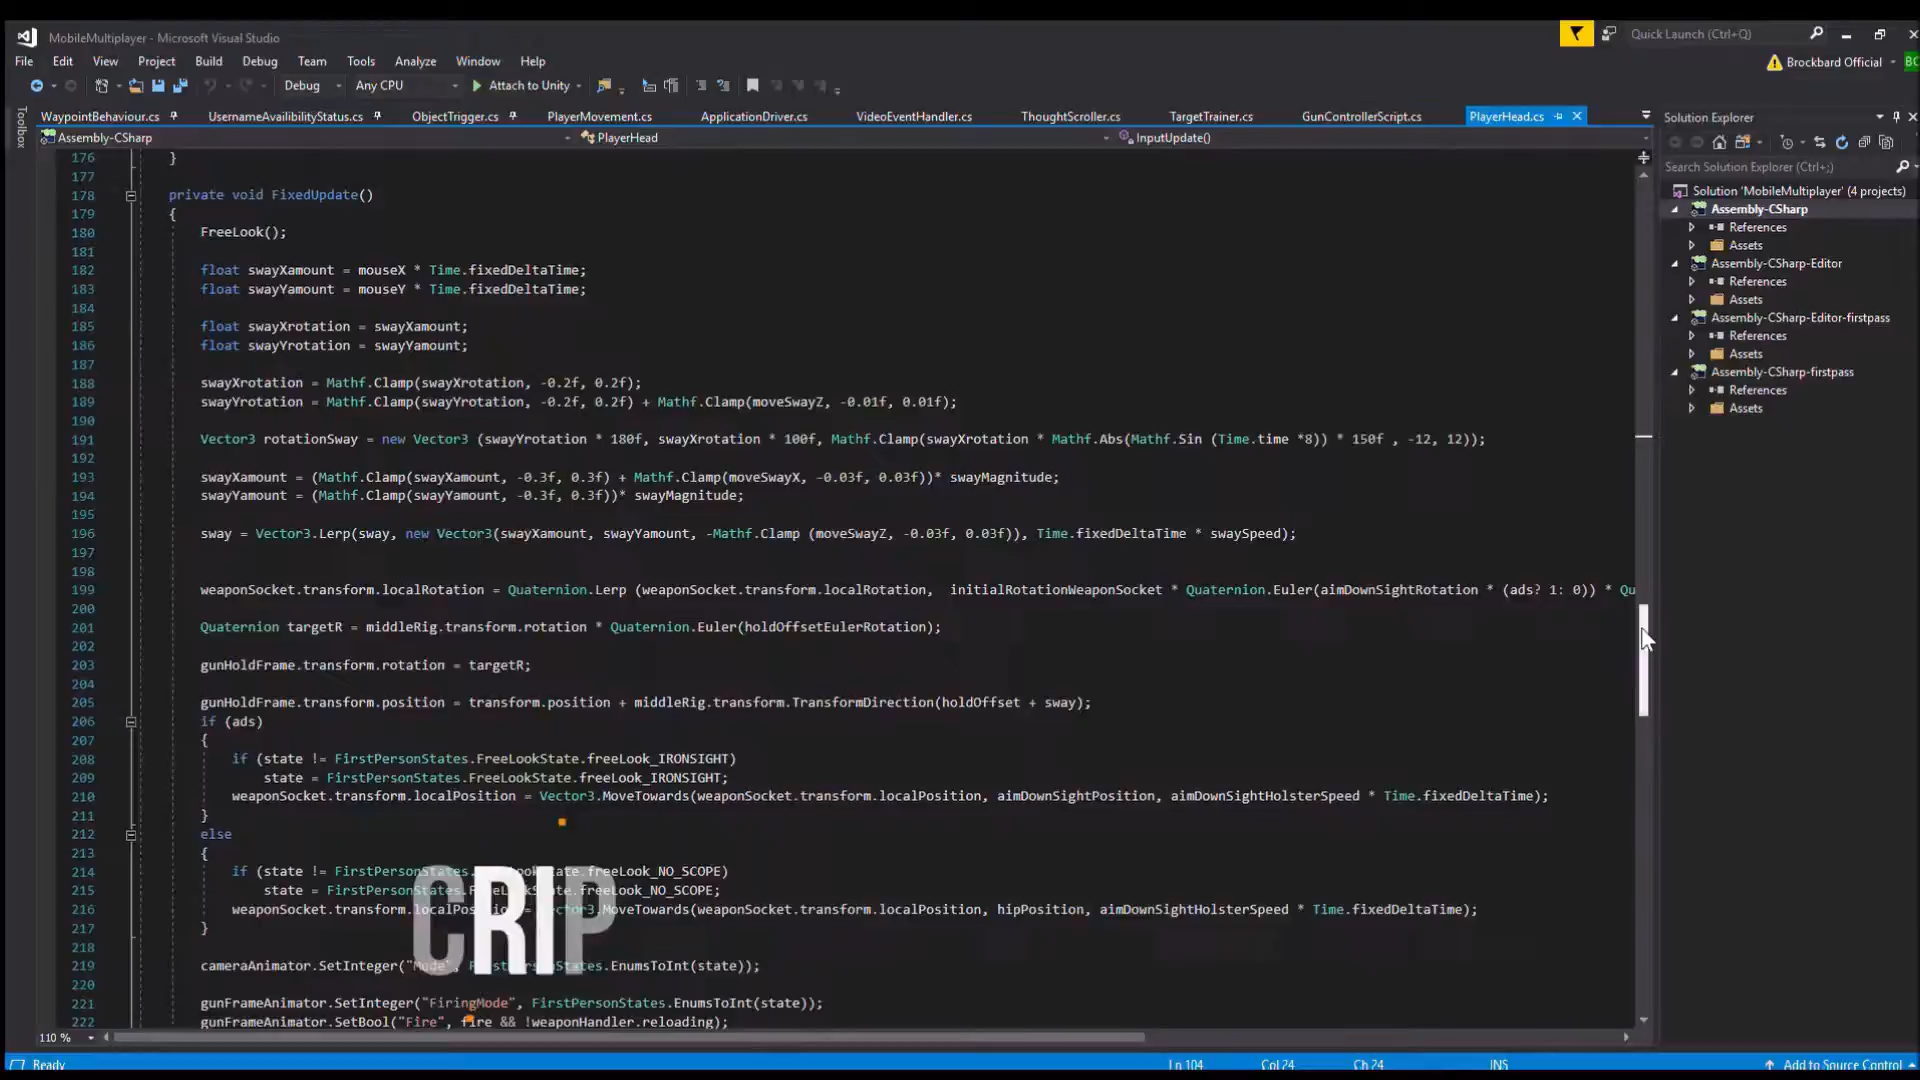 MobileMultiplayer - Microsoft Visual Studio
Quick Launch (Ctrl+Q)
File Edit View Project Build Debug Team Tools Analyze Window Help
Brockbard Official
BC
Debug Any CPU Attach to Unity
Toolbox
WaypointBehaviour.cs UsernameAvailibilityStatus.cs ObjectTrigger.cs PlayerMovement.cs ApplicationDriver.cs VideoEventHandler.cs ThoughtScroller.cs TargetTrainer.cs GunControllerScript.cs PlayerHead.cs
Assembly-CSharp PlayerHead InputUpdate()
176 }
177
178 private void FixedUpdate()
179 {
180 FreeLook();
181
182 float swayXamount = mouseX * Time.fixedDeltaTime;
183 float swayYamount = mouseY * Time.fixedDeltaTime;
184
185 float swayXrotation = swayXamount;
186 float swayYrotation = swayYamount;
187
188 swayXrotation = Mathf.Clamp(swayXrotation, -0.2f, 0.2f);
189 swayYrotation = Mathf.Clamp(swayYrotation, -0.2f, 0.2f) + Mathf.Clamp(moveSwayZ, -0.01f, 0.01f);
190
191 Vector3 rotationSway = new Vector3 (swayYrotation * 180f, swayXrotation * 100f, Mathf.Clamp(swayXrotation * Mathf.Abs(Mathf.Sin (Time.time *8)) * 150f , -12, 12));
192
193 swayXamount = (Mathf.Clamp(swayXamount, -0.3f, 0.3f) + Mathf.Clamp(moveSwayX, -0.03f, 0.03f))* swayMagnitude;
194 swayYamount = (Mathf.Clamp(swayYamount, -0.3f, 0.3f))* swayMagnitude;
195
196 sway = Vector3.Lerp(sway, new Vector3(swayXamount, swayYamount, -Mathf.Clamp (moveSwayZ, -0.03f, 0.03f)), Time.fixedDeltaTime * swaySpeed);
197
198
199 weaponSocket.transform.localRotation = Quaternion.Lerp (weaponSocket.transform.localRotation, initialRotationWeaponSocket * Quaternion.Euler(aimDownSightRotation * (ads? 1: 0)) * Qu
200
201 Quaternion targetR = middleRig.transform.rotation * Quaternion.Euler(holdOffsetEulerRotation);
202
203 gunHoldFrame.transform.rotation = targetR;
204
205 gunHoldFrame.transform.position = transform.position + middleRig.transform.TransformDirection(holdOffset + sway);
206 if (ads)
207 {
208 if (state != FirstPersonStates.FreeLookState.freeLook_IRONSIGHT)
209 state = FirstPersonStates.FreeLookState.freeLook_IRONSIGHT;
210 weaponSocket.transform.localPosition = Vector3.MoveTowards(weaponSocket.transform.localPosition, aimDownSightPosition, aimDownSightHolsterSpeed * Time.fixedDeltaTime);
211 }
212 else
213 {
214 if (state != FirstPersonStates.FreeLookState.freeLook_NO_SCOPE)
215 state = FirstPersonStates.FreeLookState.freeLook_NO_SCOPE;
216 weaponSocket.transform.localPosition = Vector3.MoveTowards(weaponSocket.transform.localPosition, hipPosition, aimDownSightHolsterSpeed * Time.fixedDeltaTime);
217 }
218
219 cameraAnimator.SetInteger("Mode", FirstPersonStates.EnumsToInt(state));
220
221 gunFrameAnimator.SetInteger("FiringMode", FirstPersonStates.EnumsToInt(state));
222 gunFrameAnimator.SetBool("Fire", fire && !weaponHandler.reloading);
CRIP
110 %
Solution Explorer
Search Solution Explorer (Ctrl+;)
Solution 'MobileMultiplayer' (4 projects)
Assembly-CSharp
References
Assets
Assembly-CSharp-Editor
References
Assets
Assembly-CSharp-Editor-firstpass
References
Assets
Assembly-CSharp-firstpass
References
Assets
Ready Ln 104 Col 24 Ch 24 INS Add to Source Control